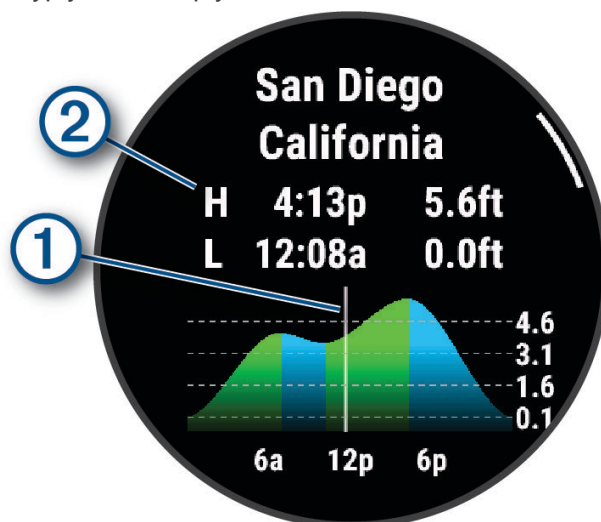 San Diego
California
2
H 4:13p 5.6ft
1
L 12:08a 0.0ft
4.6
3.1
1.6
0.1
6a 12p 6p